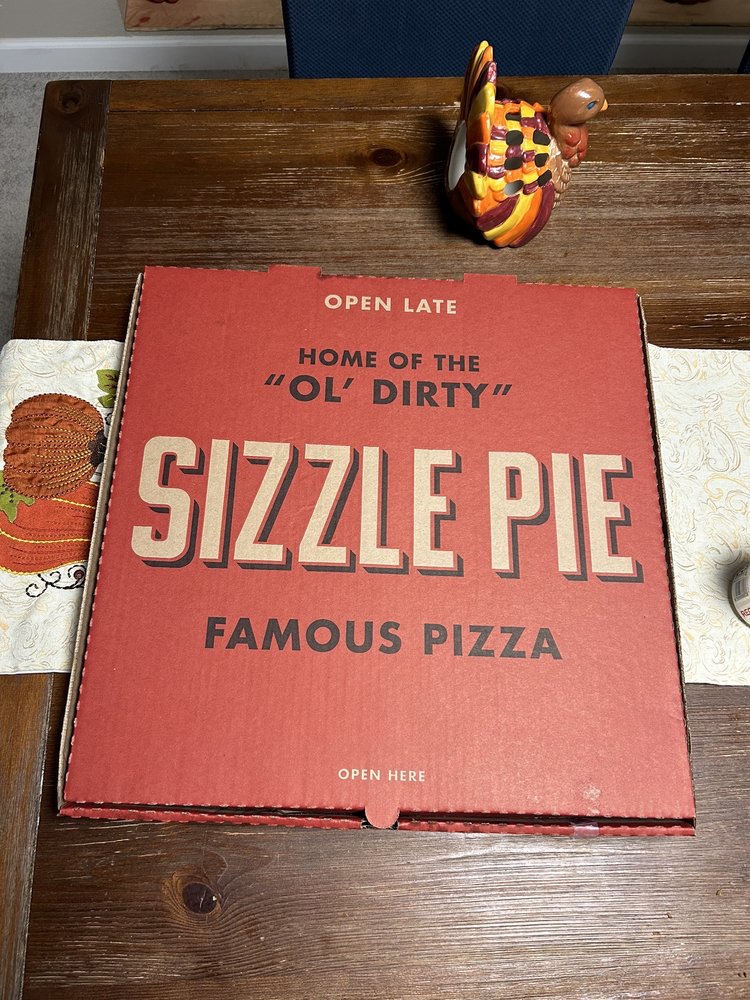 OPEN LATE
HOME OF THE
“OL’ DIRTY”
SIZZLE PIE
FAMOUS PIZZA
OPEN HERE